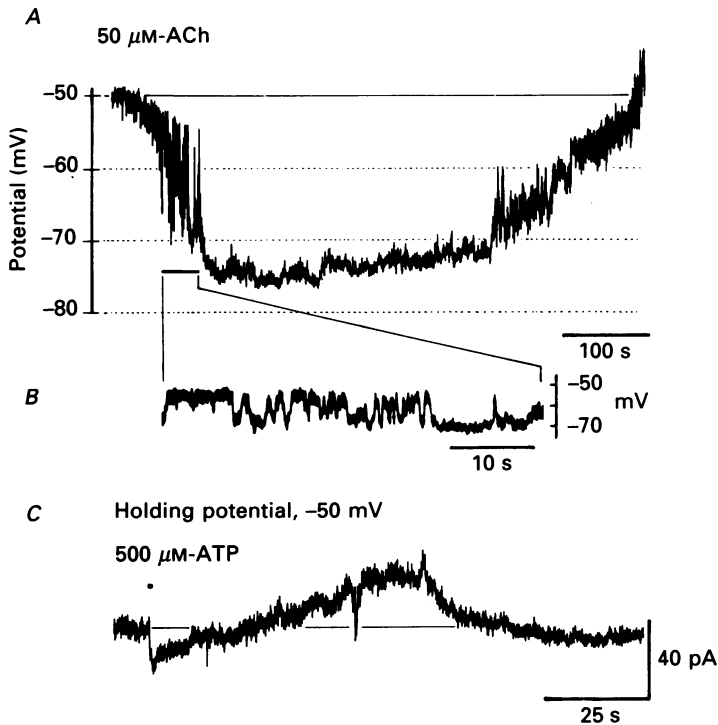 A
50 μM-ACh
Potential (mV)
–50
–60
–70
–80
100 s
B
–50
mV
–70
10 s
C
Holding potential, –50 mV
500 μM-ATP
40 pA
25 s